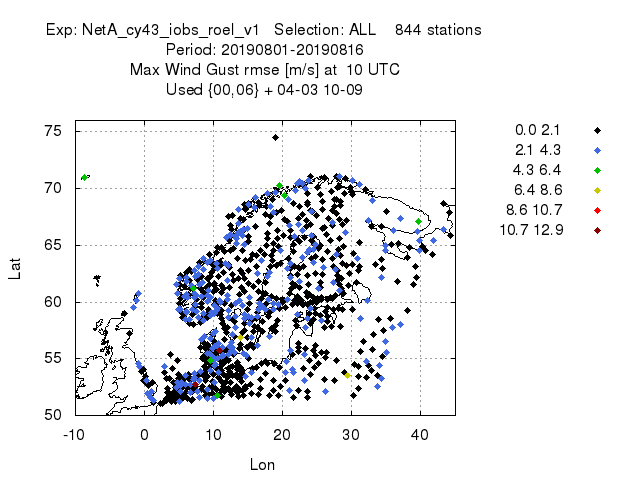 Exp: NetA_cy43_iobs_roel_v1 Selection: ALL 844 stations
Period: 20190801-20190816
Max Wind Gust rmse [m/s] at 10 UTC
Used {00,06} + 04-03 10-09
75
70
65
60
55
50
-10 0 10 20 30 40
Lat
Lon
0.0 2.1
2.1 4.3
4.3 6.4
6.4 8.6
8.6 10.7
10.7 12.9